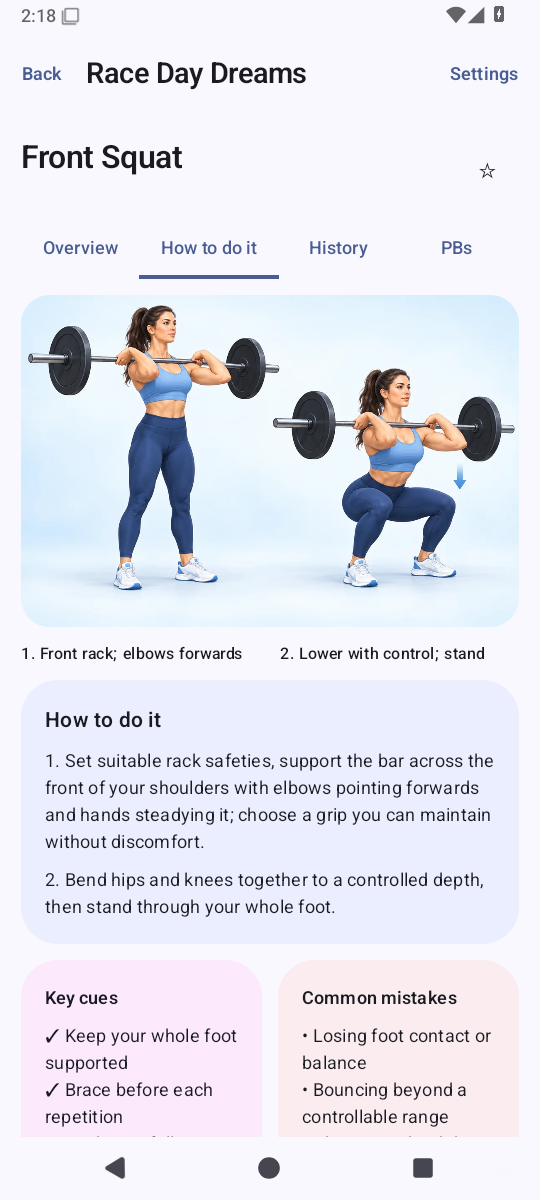 2:18
Back Race Day Dreams Settings
Front Squat ☆
Overview How to do it History PBs
1. Front rack; elbows forwards 2. Lower with control; stand
How to do it
1. Set suitable rack safeties, support the bar across the
front of your shoulders with elbows pointing forwards
and hands steadying it; choose a grip you can maintain
without discomfort.
2. Bend hips and knees together to a controlled depth,
then stand through your whole foot.
Key cues
✓ Keep your whole foot
supported
✓ Brace before each
repetition
Common mistakes
• Losing foot contact or
balance
• Bouncing beyond a
controllable range